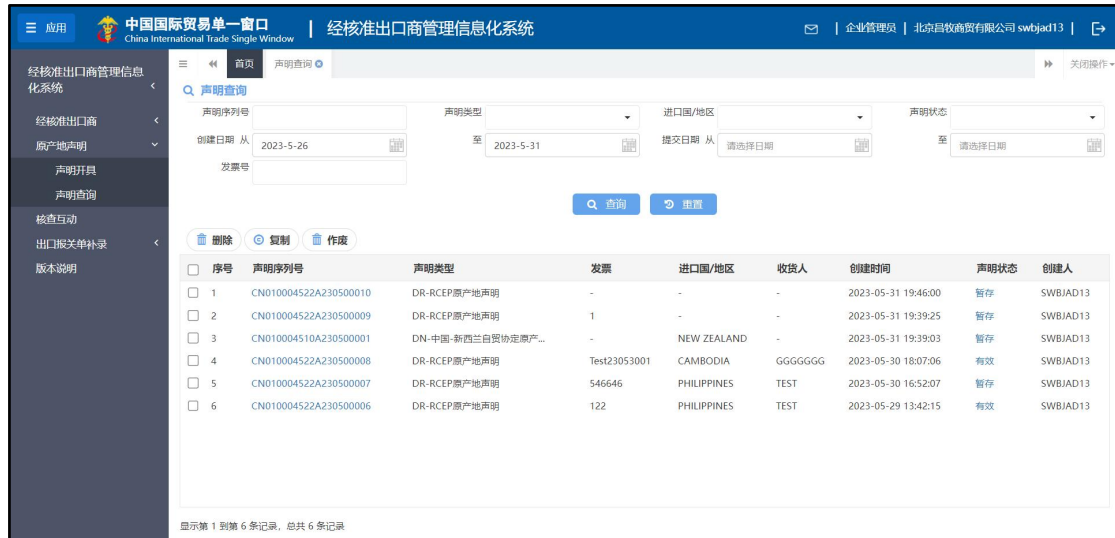 应用
中国国际贸易单一窗口 | 经核准出口商管理信息化系统
China International Trade Single Window
企业管理员 | 北京昌牧商贸有限公司 swbjad13 |
经核准出口商管理信息化系统
经核准出口商
原产地声明
声明开具
声明查询
核查互动
出口报关单补录
版本说明
首页 声明查询 关闭操作
声明查询
声明序列号 声明类型 进口国/地区 声明状态
创建日期 从 2023-5-26 至 2023-5-31 提交日期 从 请选择日期 至 请选择日期
发票号
查询 重置
删除 复制 作废
序号 声明序列号 声明类型 发票 进口国/地区 收货人 创建时间 声明状态 创建人
1 CN010004522A230500010 DR-RCEP原产地声明 - - - 2023-05-31 19:46:00 暂存 SWBJAD13
2 CN010004522A230500009 DR-RCEP原产地声明 1 - - 2023-05-31 19:39:25 暂存 SWBJAD13
3 CN010004510A230500001 DN-中国-新西兰自贸协定原产... - NEW ZEALAND - 2023-05-31 19:39:03 暂存 SWBJAD13
4 CN010004522A230500008 DR-RCEP原产地声明 Test23053001 CAMBODIA GGGGGGG 2023-05-30 18:07:06 有效 SWBJAD13
5 CN010004522A230500007 DR-RCEP原产地声明 546646 PHILIPPINES TEST 2023-05-30 16:52:07 暂存 SWBJAD13
6 CN010004522A230500006 DR-RCEP原产地声明 122 PHILIPPINES TEST 2023-05-29 13:42:15 有效 SWBJAD13
显示第 1 到第 6 条记录，总共 6 条记录